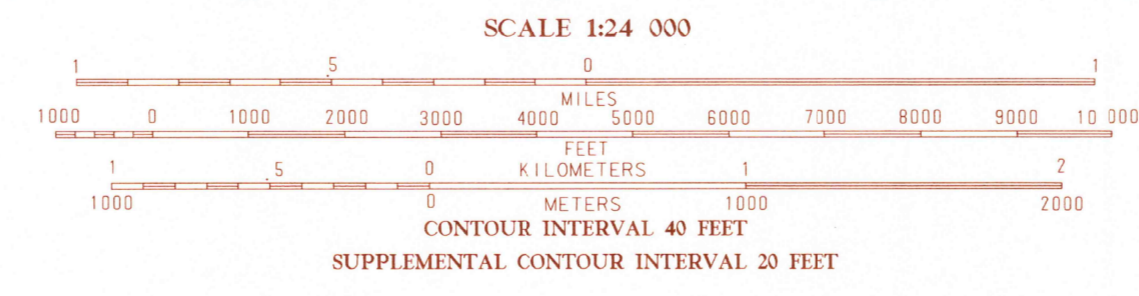 SCALE 1:24 000
1 .5 0 1
MILES
1000 0 1000 2000 3000 4000 5000 6000 7000 8000 9000 10 000
FEET
KILOMETERS
1 .5 0 1 2
1000 0 METERS 1000 2000
CONTOUR INTERVAL 40 FEET
SUPPLEMENTAL CONTOUR INTERVAL 20 FEET